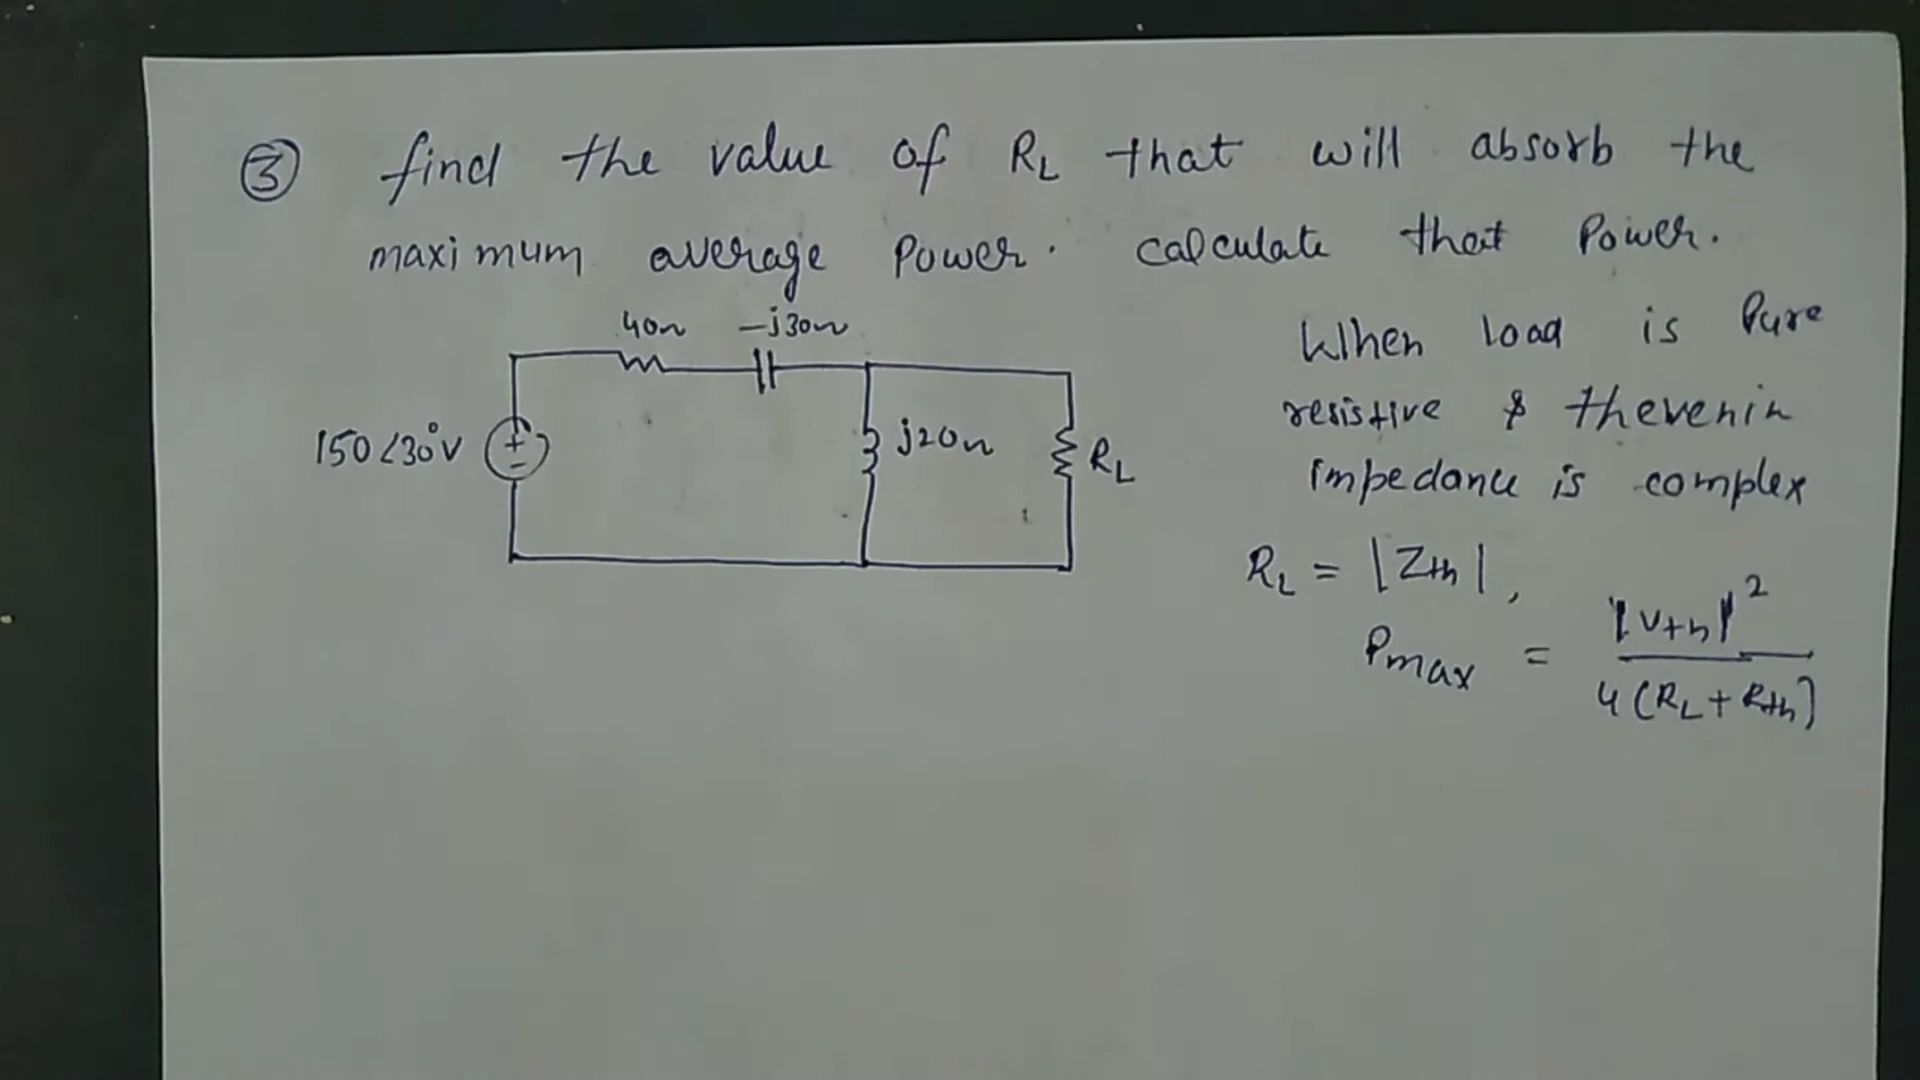 ③ find the value of RL that will absorb the
maximum average Power. calculate that Power.
40Ω -j30Ω
150<30°V
+
-
j20Ω
RL
When load is Pure
resistive & thevenin
impedance is complex
RL = |Zth|,
Pmax = |Vth|²
4(RL+Rth)